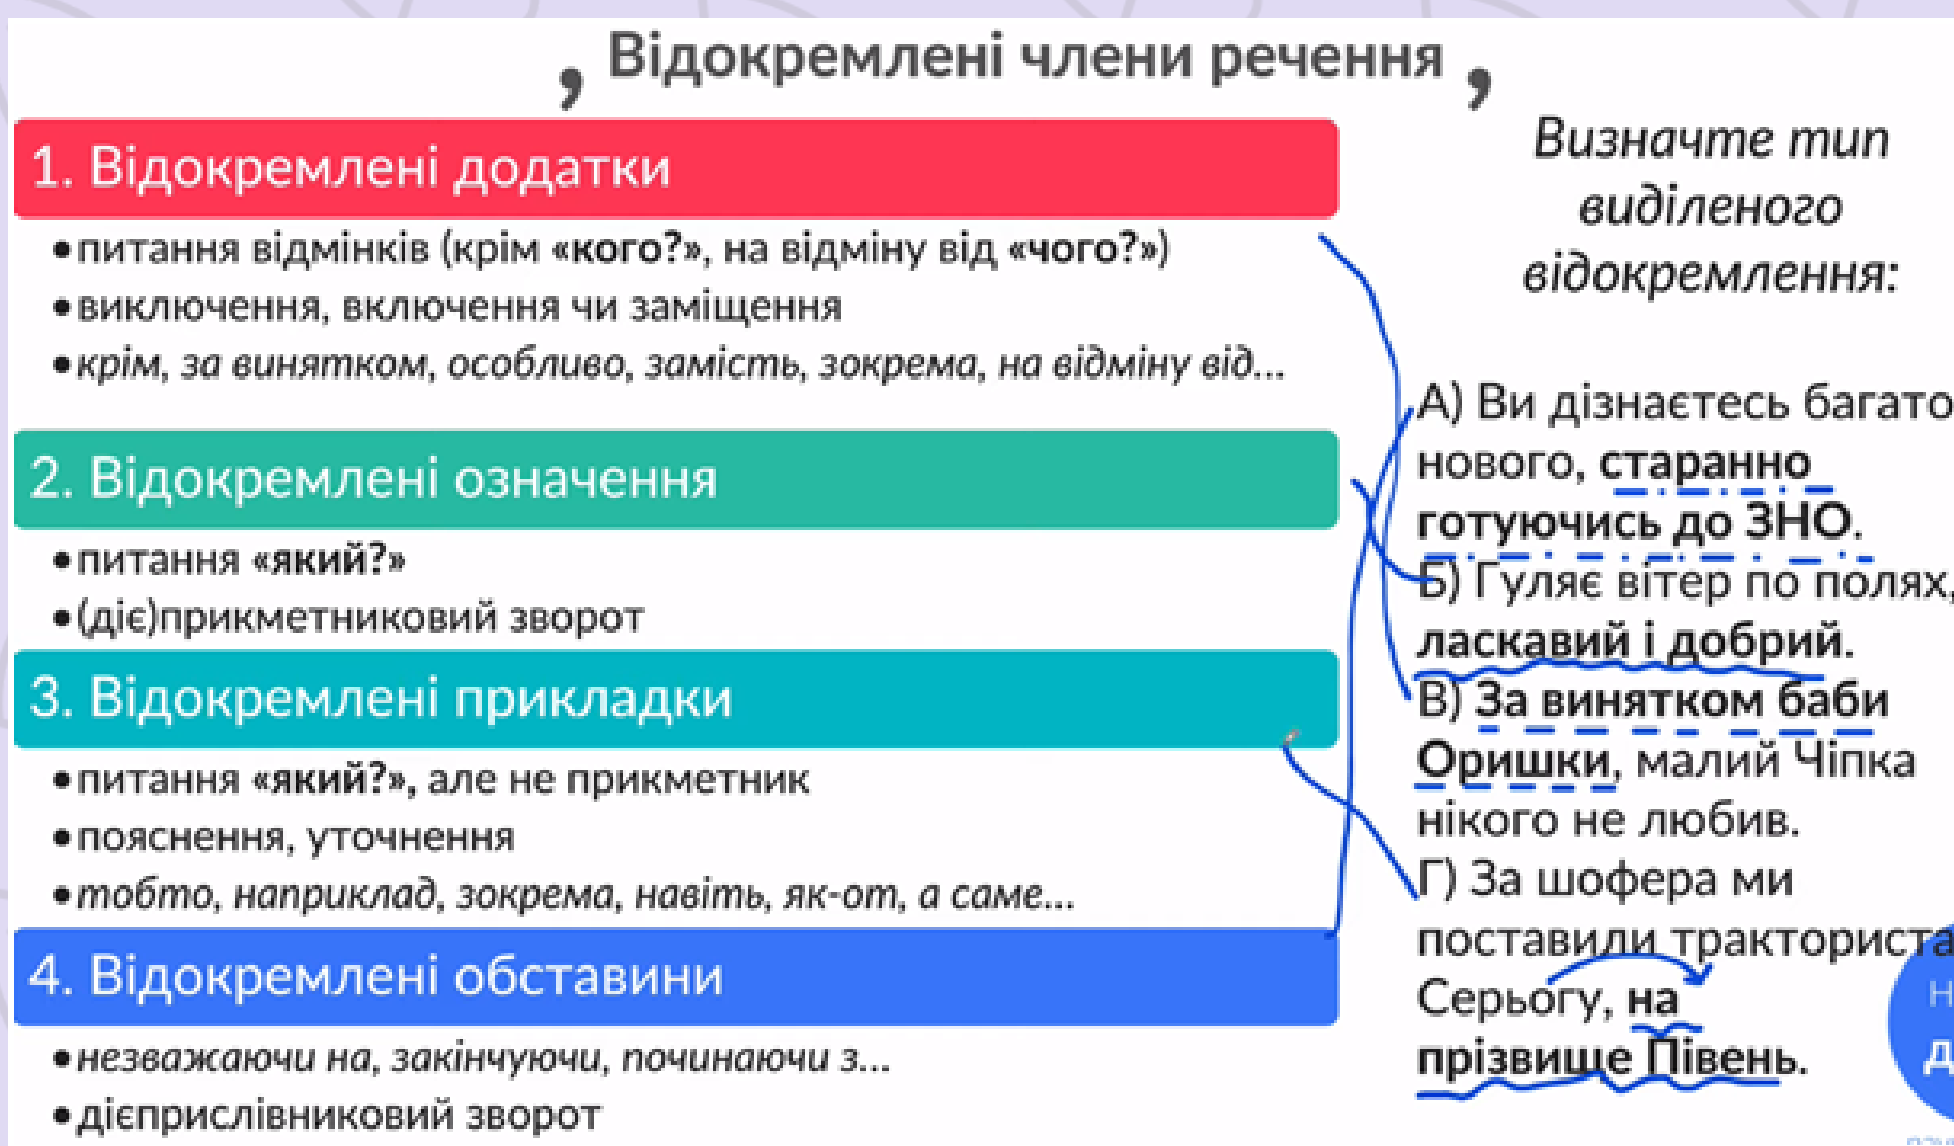 , Відокремлені члени речення ,
1. Відокремлені додатки
•питання відмінків (крім «кого?», на відміну від «чого?»)
•виключення, включення чи заміщення
•крім, за винятком, особливо, замість, зокрема, на відміну від...
2. Відокремлені означення
•питання «який?»
•(діє)прикметниковий зворот
3. Відокремлені прикладки
•питання «який?», але не прикметник
•пояснення, уточнення
•тобто, наприклад, зокрема, навіть, як-от, а саме...
4. Відокремлені обставини
•незважаючи на, закінчуючи, починаючи з...
•дієприслівниковий зворот
Визначте тип
виділеного
відокремлення:
А) Ви дізнаєтесь багато
нового, старанно
готуючись до ЗНО.
Б) Гуляє вітер по полях,
ласкавий і добрий.
В) За винятком баби
Оришки, малий Чіпка
нікого не любив.
Г) За шофера ми
поставили тракториста
Серьогу, на
прізвище Півень.